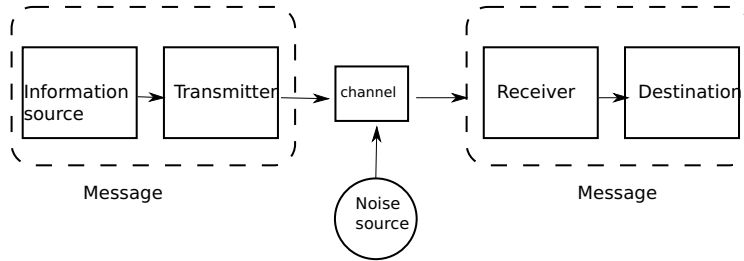 Information
source
Transmitter
channel
Receiver
Destination
Message
Message
Noise
source